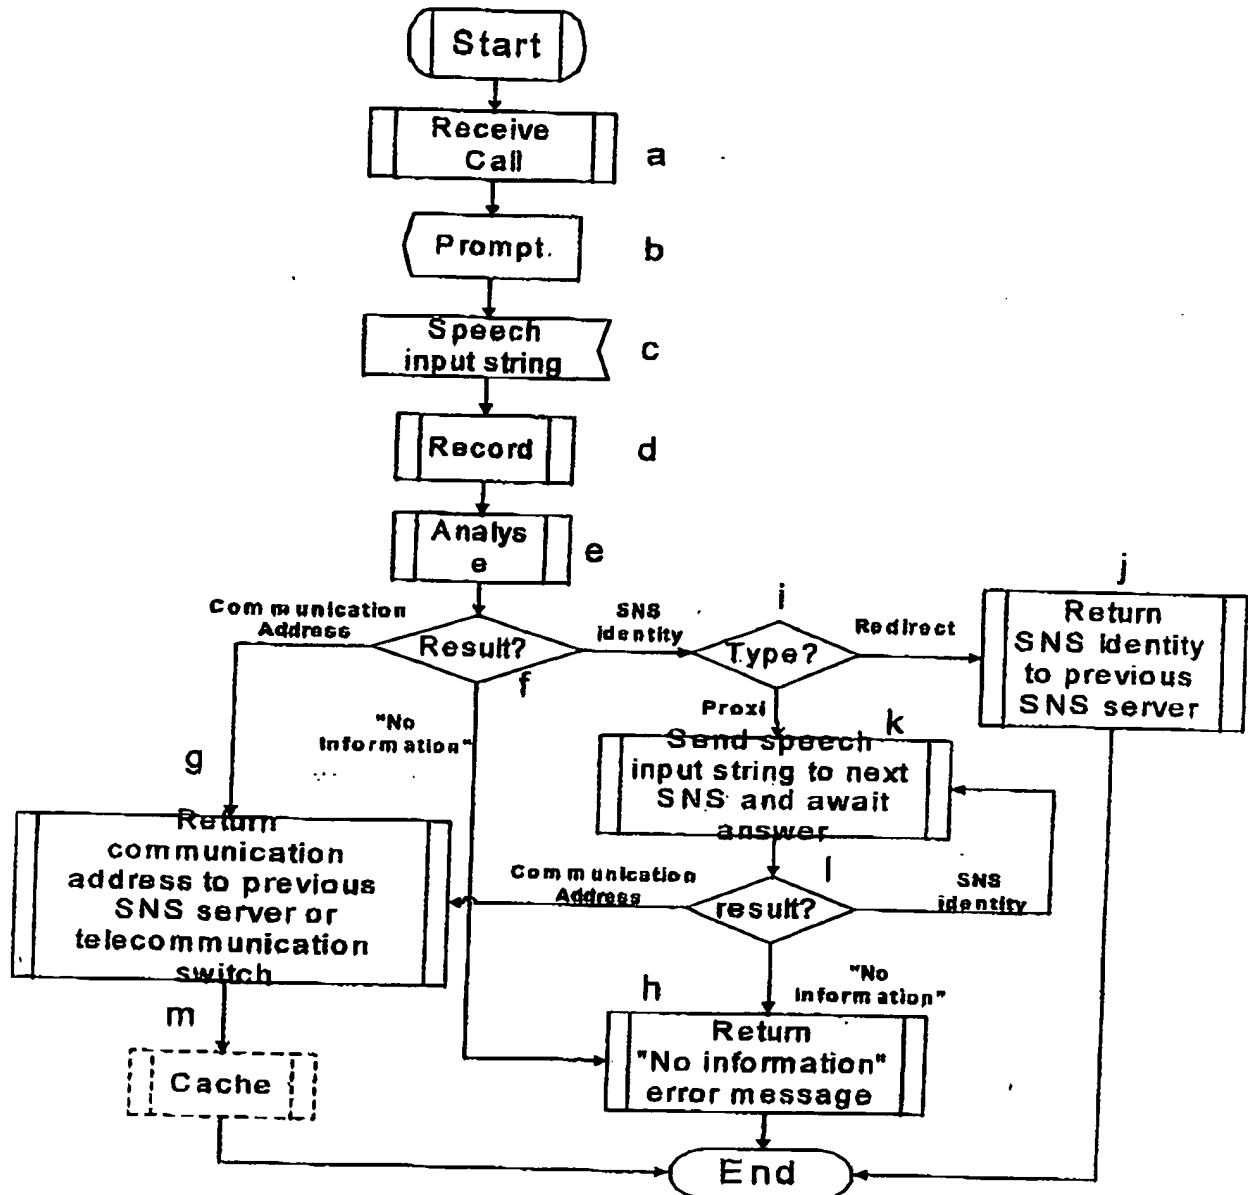 Start
Receive
Call
a
Prompt.
b
Speech
input string
c
Record
d
Analys
e
e
Communication
Address
Result?
f
SNS
identity
i
Type?
Redirect
j
Return
SNS Identity
to previous
SNS server
"No
Information"
Proxi
k
Send speech
input string to next
SNS and await
answer
g
Return
communication
address to previous
SNS server or
telecommunication
switch
Communication
Address
l
result?
SNS
identity
"No
Information"
h
Return
"No information"
error message
m
Cache
End